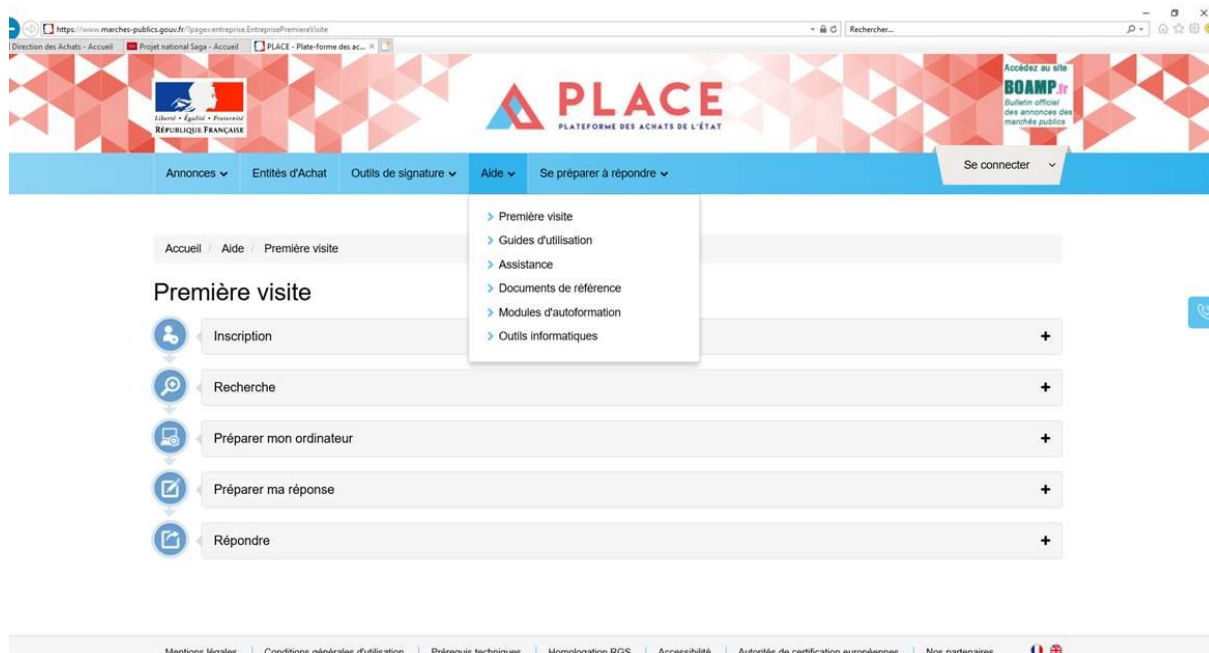 https://www.marches-publics.gouv.fr/?page=entreprise.EntreprisePremiereVisite
Rechercher...
Direction des Achats - Accueil
Projet national Saga - Accueil
PLACE - Plate-forme des ac...
Liberté • Égalité • Fraternité
RÉPUBLIQUE FRANÇAISE
PLACE
PLATEFORME DES ACHATS DE L'ÉTAT
Accédez au site
BOAMP.fr
Bulletin officiel
des annonces des
marchés publics
Annonces
Entités d'Achat
Outils de signature
Aide
Se préparer à répondre
Se connecter
Première visite
Guides d'utilisation
Assistance
Documents de référence
Modules d'autoformation
Outils informatiques
Accueil / Aide / Première visite
Première visite
Inscription
Recherche
Préparer mon ordinateur
Préparer ma réponse
Répondre
Mentions légales | Conditions générales d'utilisation | Prérequis techniques | Homologation RGS | Accessibilité | Autorités de certification européennes | Nos partenaires